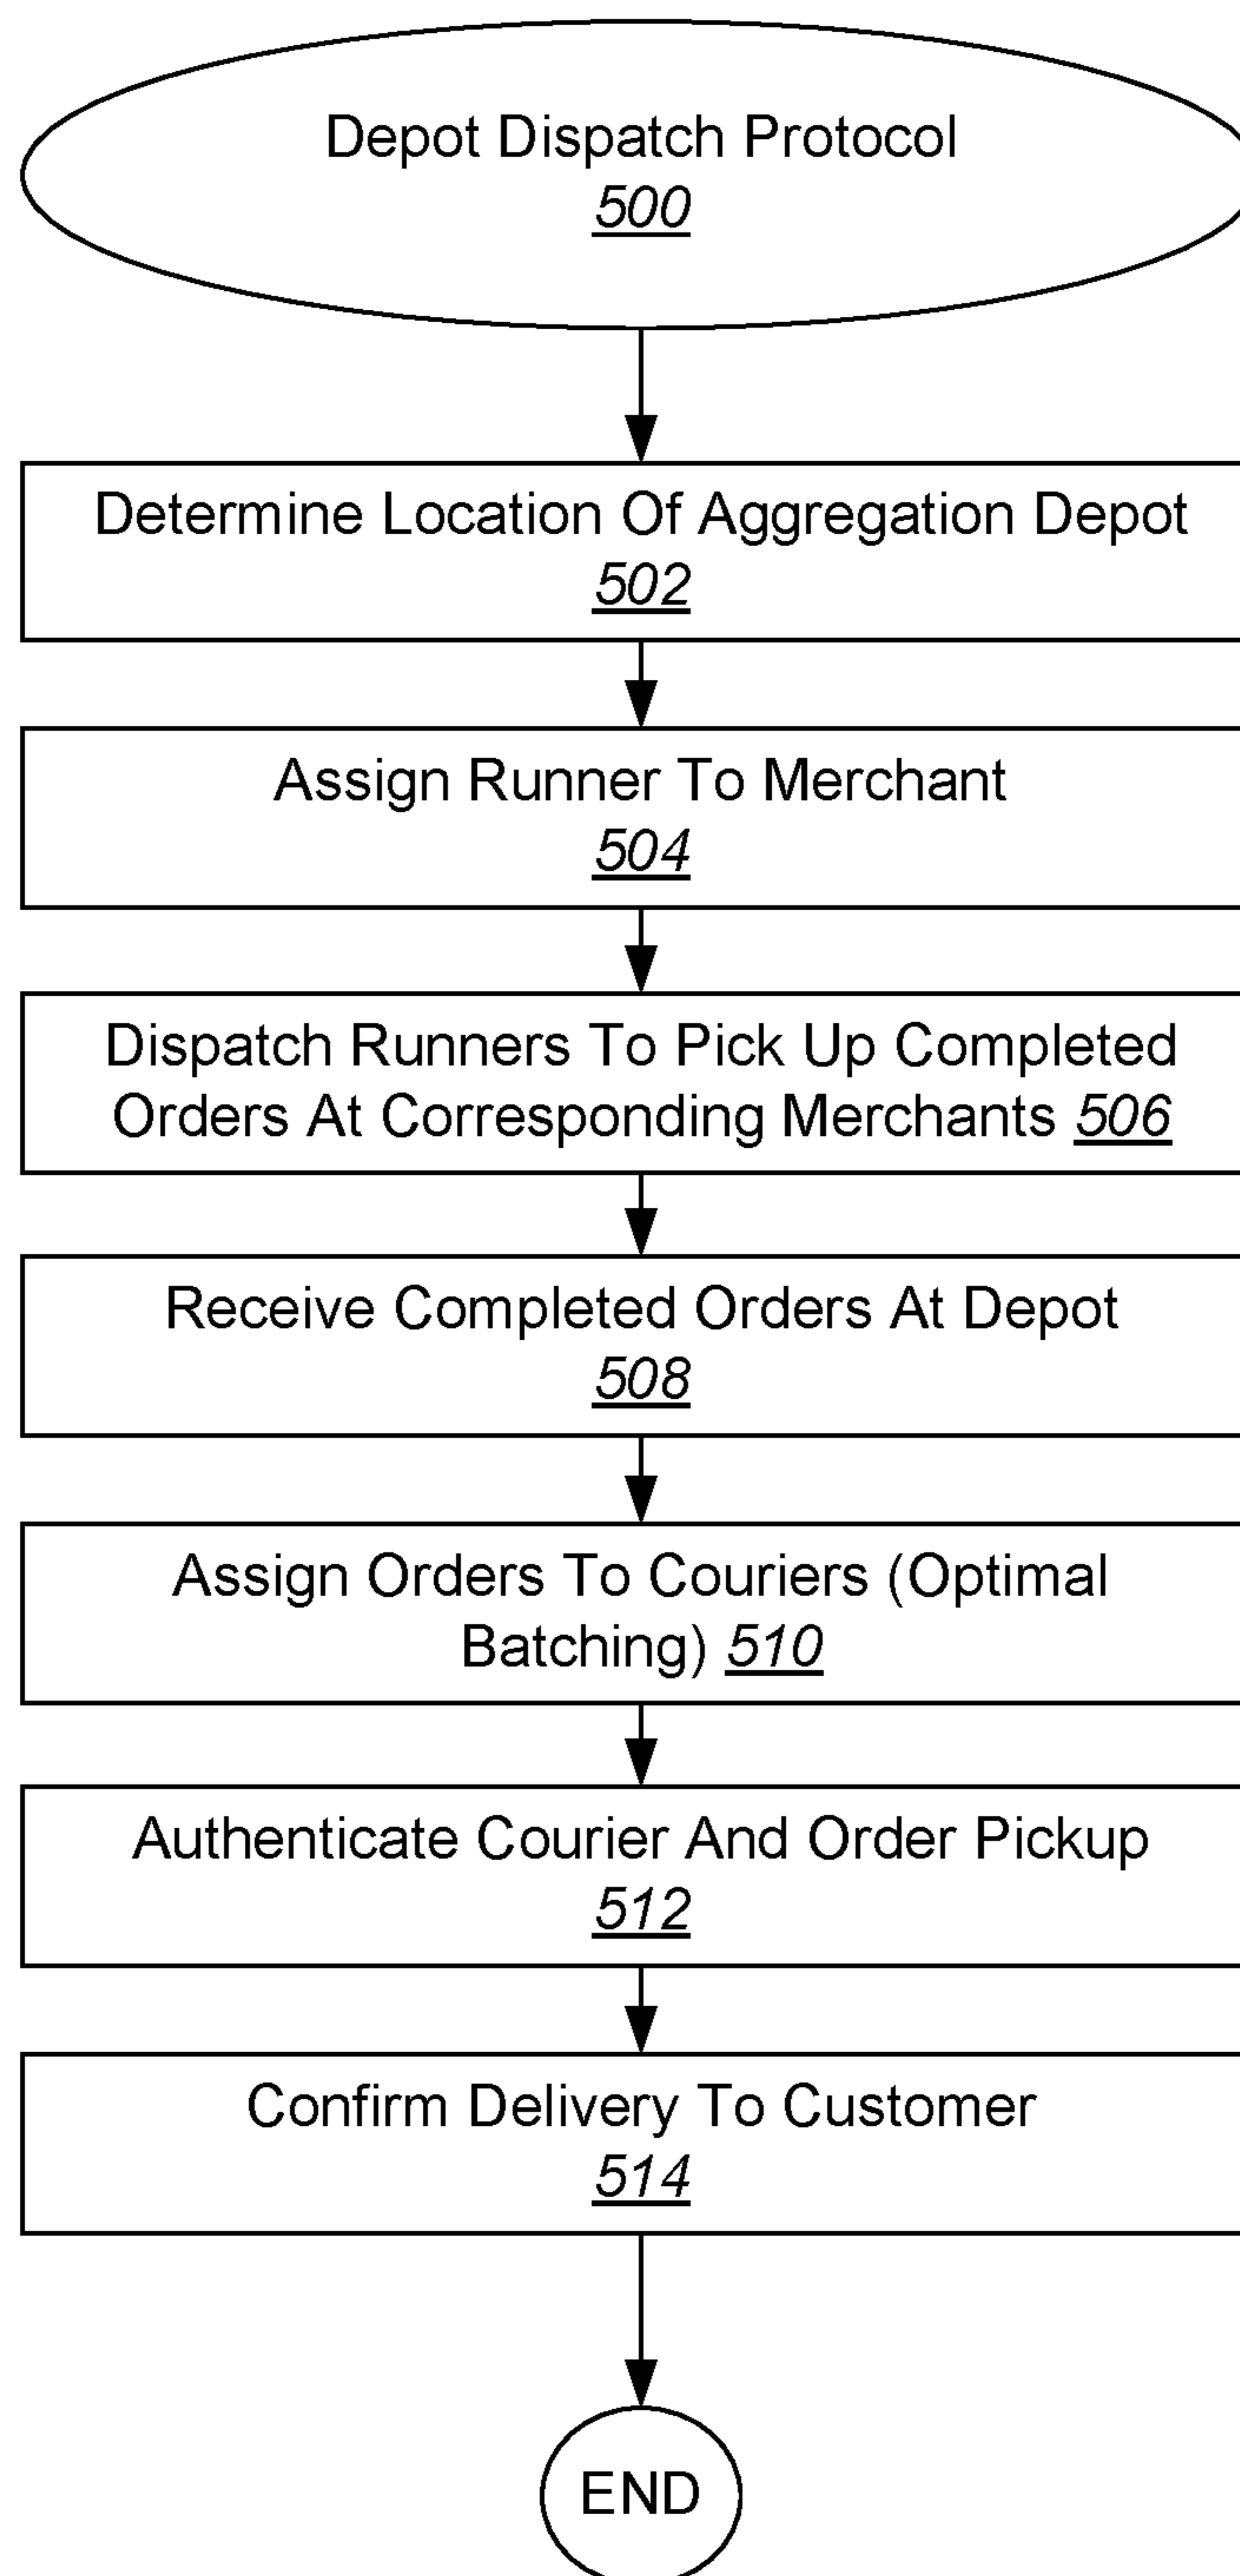 Depot Dispatch Protocol
500
Determine Location Of Aggregation Depot
502
Assign Runner To Merchant
504
Dispatch Runners To Pick Up Completed
Orders At Corresponding Merchants 506
Receive Completed Orders At Depot
508
Assign Orders To Couriers (Optimal
Batching) 510
Authenticate Courier And Order Pickup
512
Confirm Delivery To Customer
514
END